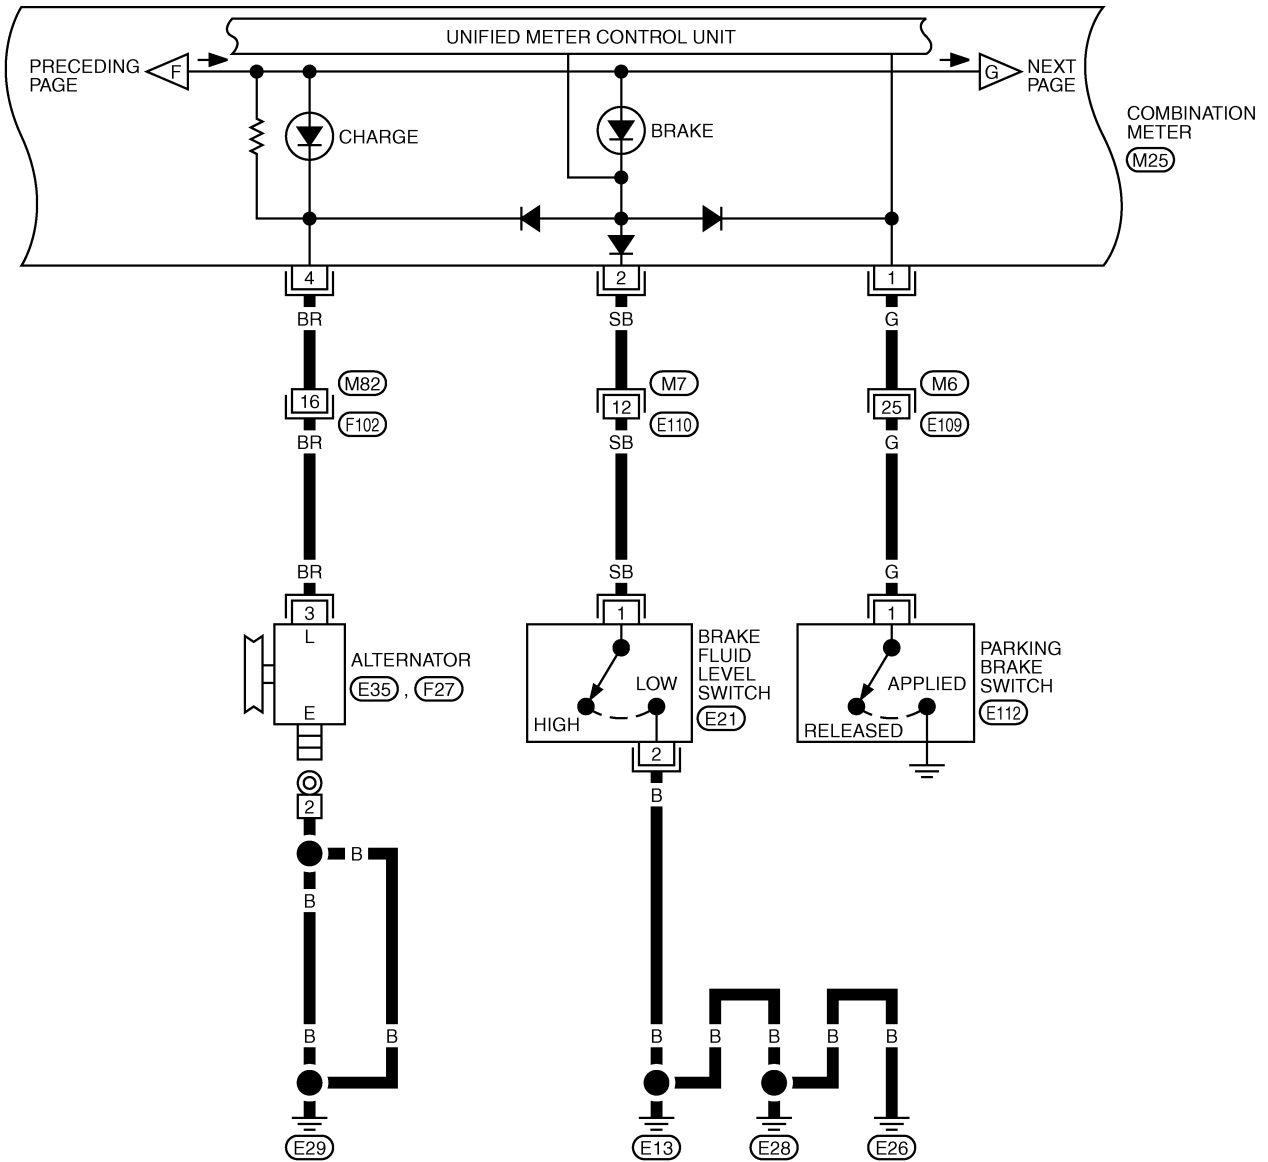 UNIFIED METER CONTROL UNIT
PRECEDING
PAGE
F
G
NEXT
PAGE
COMBINATION
METER
M25
CHARGE
BRAKE
4
2
1
BR
SB
G
M82
M7
M6
16
12
25
F102
E110
E109
BR
SB
G
BR
SB
G
3
1
1
L
E
ALTERNATOR
E35 , F27
BRAKE
FLUID
LEVEL
SWITCH
E21
LOW
HIGH
PARKING
BRAKE
SWITCH
E112
APPLIED
RELEASED
2
2
B
B
B
B
B
B
B
B
B
B
E29
E13
E28
E26